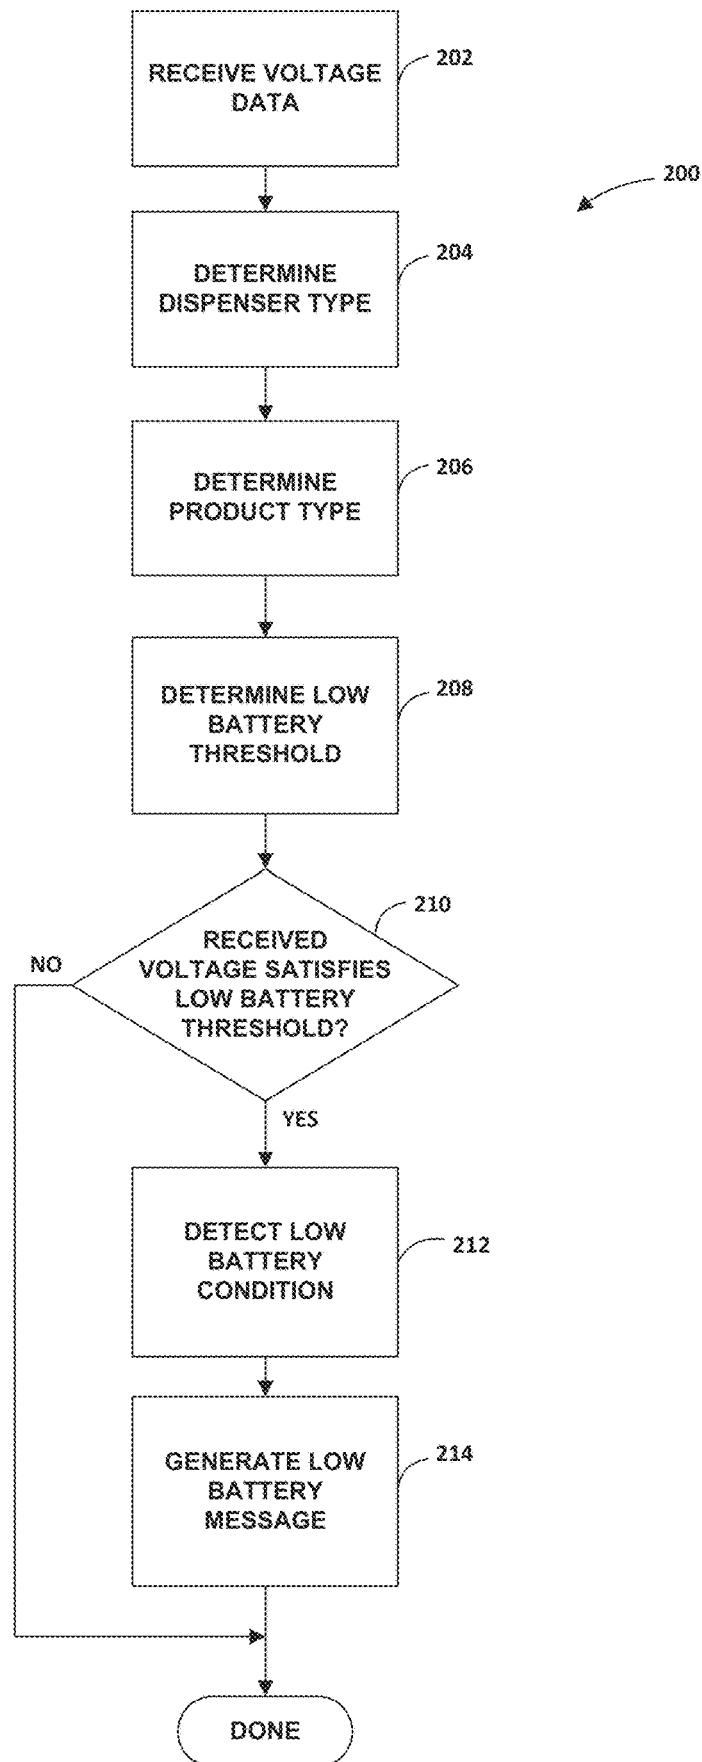 RECEIVE VOLTAGE
DATA
202
200
DETERMINE
DISPENSER TYPE
204
DETERMINE
PRODUCT TYPE
206
DETERMINE LOW
BATTERY
THRESHOLD
208
210
RECEIVED
VOLTAGE SATISFIES
LOW BATTERY
THRESHOLD?
NO
YES
DETECT LOW
BATTERY
CONDITION
212
GENERATE LOW
BATTERY
MESSAGE
214
DONE